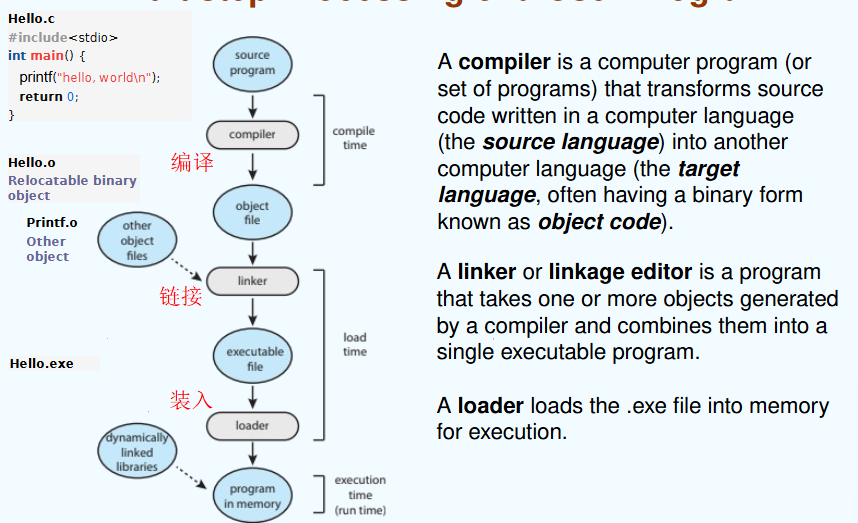 Hello.c
#include<stdio>
int main() {
printf("hello, world\n");
return 0;
}
source
program
compiler
compile
time
编译
Hello.o
Relocatable binary
object
object
file
Printf.o
Other
object
other
object
files
linker
链接
load
time
executable
file
Hello.exe
装入
loader
dynamically
linked
libraries
program
in memory
execution
time
(run time)
A compiler is a computer program (or
set of programs) that transforms source
code written in a computer language
(the source language) into another
computer language (the target
language, often having a binary form
known as object code).
A linker or linkage editor is a program
that takes one or more objects generated
by a compiler and combines them into a
single executable program.
A loader loads the .exe file into memory
for execution.